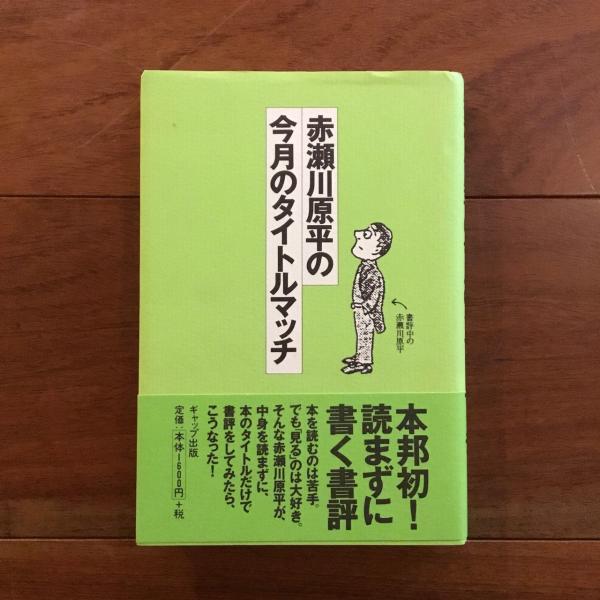 赤瀬川原平の
今月のタイトルマッチ
書評中の
赤瀬川原平
本邦初!
読まずに
書く書評
本を読むのは苦手。
でも「見る」のは大好き。
そんな赤瀬川原平が、
中身を読まずに、
本のタイトルだけで
書評をしてみたら、
こうなった!
ギャップ出版
定価:本体1600円+税